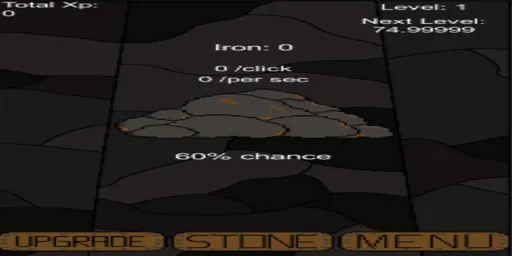 Total Xp:
0
Level: 1
Next Level:
74.99999
Iron: 0
0 /click
0 /per sec
60% chance
UPGRADE
STONE
MENU